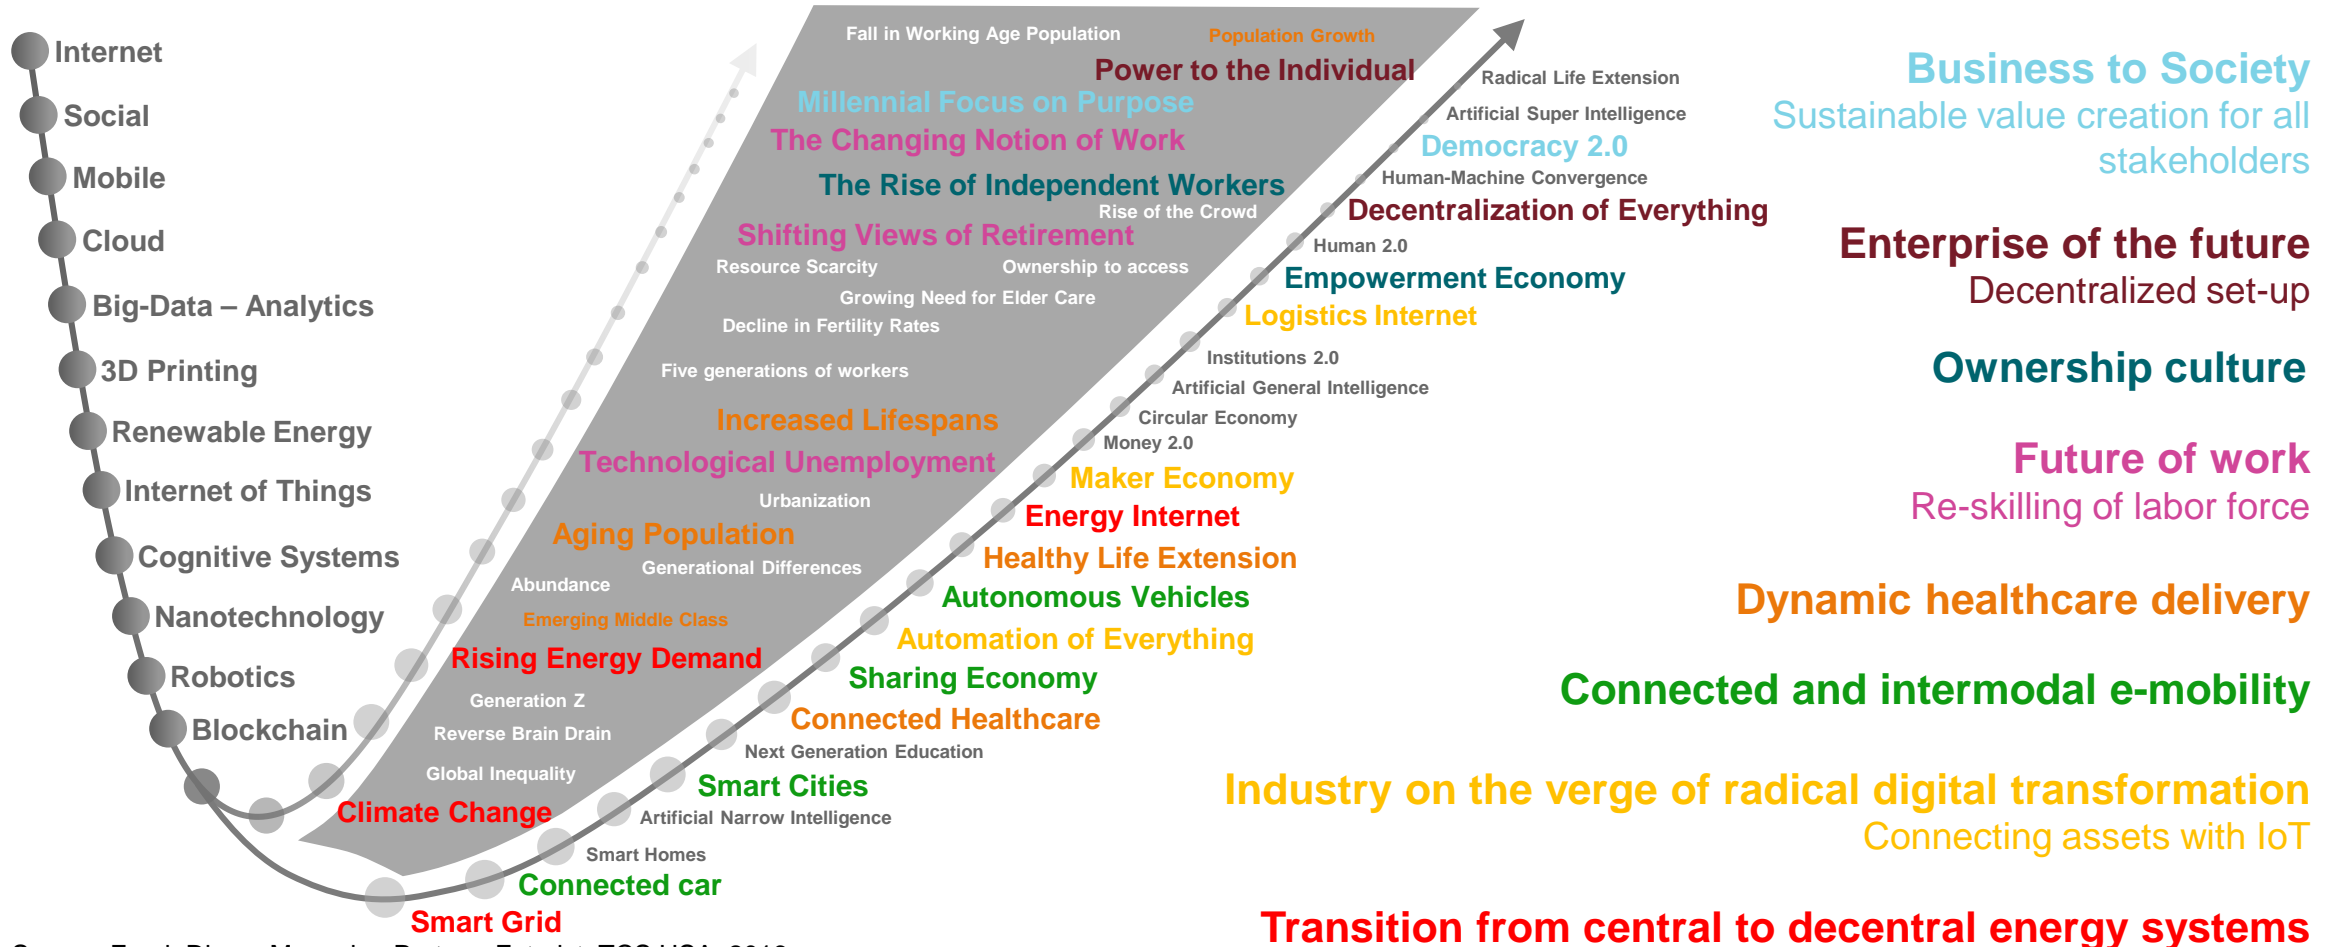 Internet
Social
Mobile
Cloud
Big-Data – Analytics
3D Printing
Renewable Energy
Internet of Things
Cognitive Systems
Nanotechnology
Robotics
Blockchain
Fall in Working Age Population
Population Growth
Power to the Individual
Millennial Focus on Purpose
The Changing Notion of Work
The Rise of Independent Workers
Rise of the Crowd
Shifting Views of Retirement
Resource Scarcity
Ownership to access
Growing Need for Elder Care
Decline in Fertility Rates
Five generations of workers
Increased Lifespans
Technological Unemployment
Urbanization
Aging Population
Generational Differences
Abundance
Emerging Middle Class
Rising Energy Demand
Generation Z
Reverse Brain Drain
Global Inequality
Climate Change
Radical Life Extension
Artificial Super Intelligence
Democracy 2.0
Human-Machine Convergence
Decentralization of Everything
Human 2.0
Empowerment Economy
Logistics Internet
Institutions 2.0
Artificial General Intelligence
Circular Economy
Money 2.0
Maker Economy
Energy Internet
Healthy Life Extension
Autonomous Vehicles
Automation of Everything
Sharing Economy
Connected Healthcare
Next Generation Education
Smart Cities
Artificial Narrow Intelligence
Smart Homes
Connected car
Smart Grid
Business to Society
Sustainable value creation for all
stakeholders
Enterprise of the future
Decentralized set-up
Ownership culture
Future of work
Re-skilling of labor force
Dynamic healthcare delivery
Connected and intermodal e-mobility
Industry on the verge of radical digital transformation
Connecting assets with IoT
Transition from central to decentral energy systems